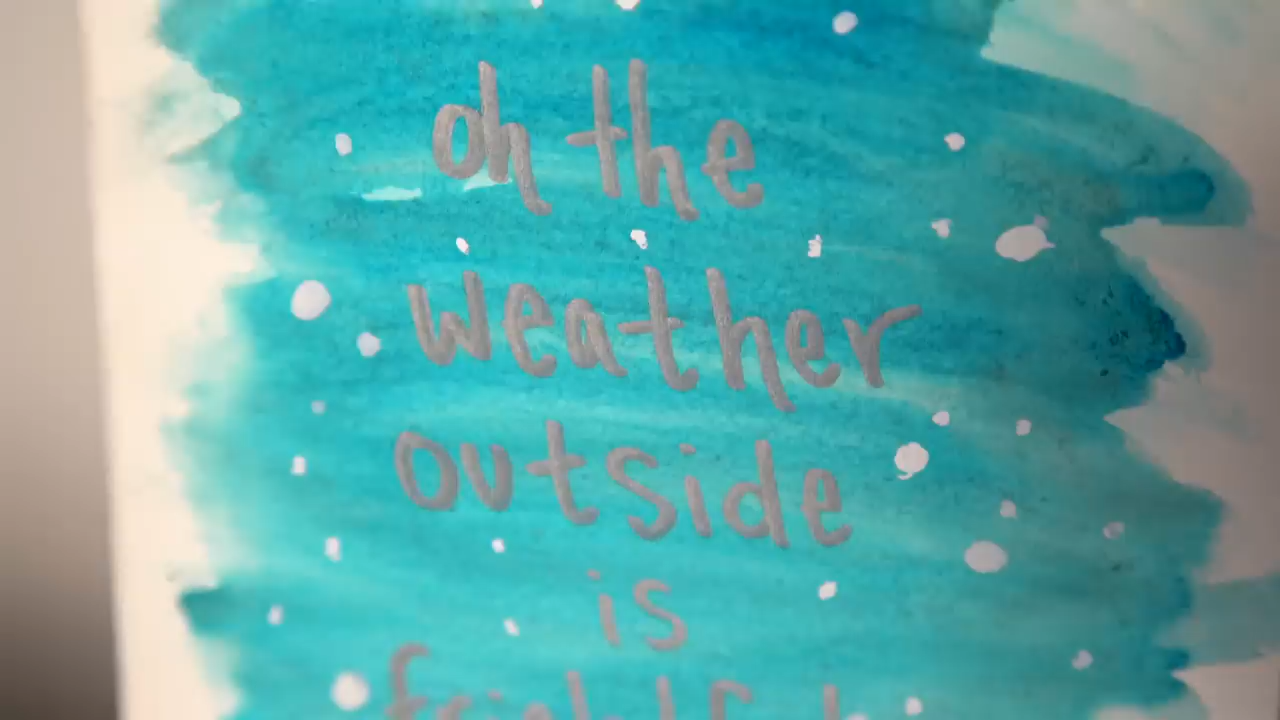 oh the
weather
outside
is